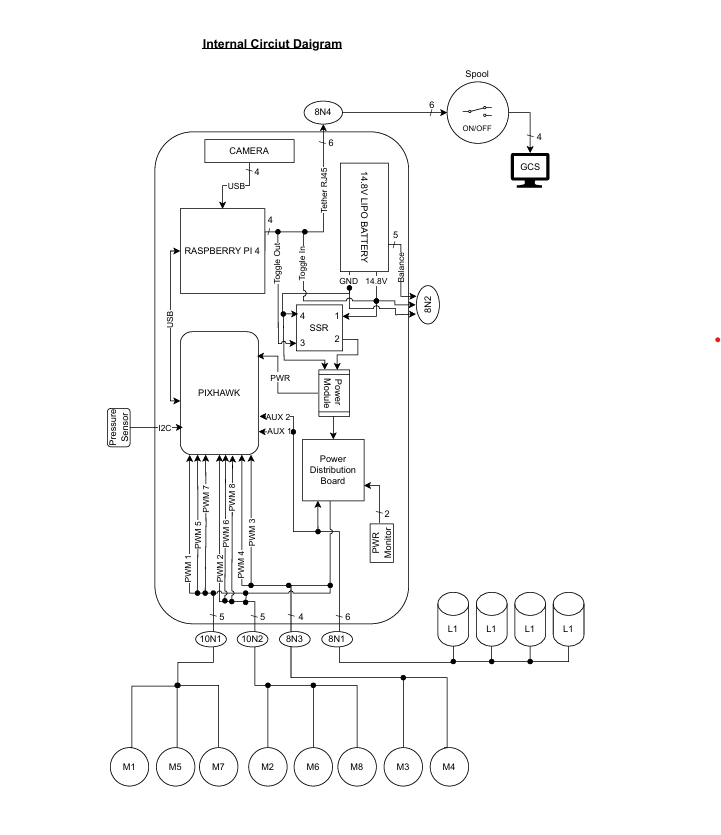 Internal Circiut Daigram
Spool
8N4
6
ON/OFF
4
GCS
6
CAMERA
4
USB
Tether RJ45
14.8V LIPO BATTERY
RASPBERRY PI 4
4
Toggle Out
Toggle In
5
Balance
GND
14.8V
8N2
USB
4
1
SSR
3
2
PWR
Power
Module
PIXHAWK
Pressure
Sensor
I2C
AUX 2
AUX 1
Power
Distribution
Board
2
PWR
Monitor
PWM 1
PWM 5
PWM 7
PWM 2
PWM 6
PWM 8
PWM 4
PWM 3
5
5
4
6
10N1
10N2
8N3
8N1
L1
L1
L1
L1
M1
M5
M7
M2
M6
M8
M3
M4